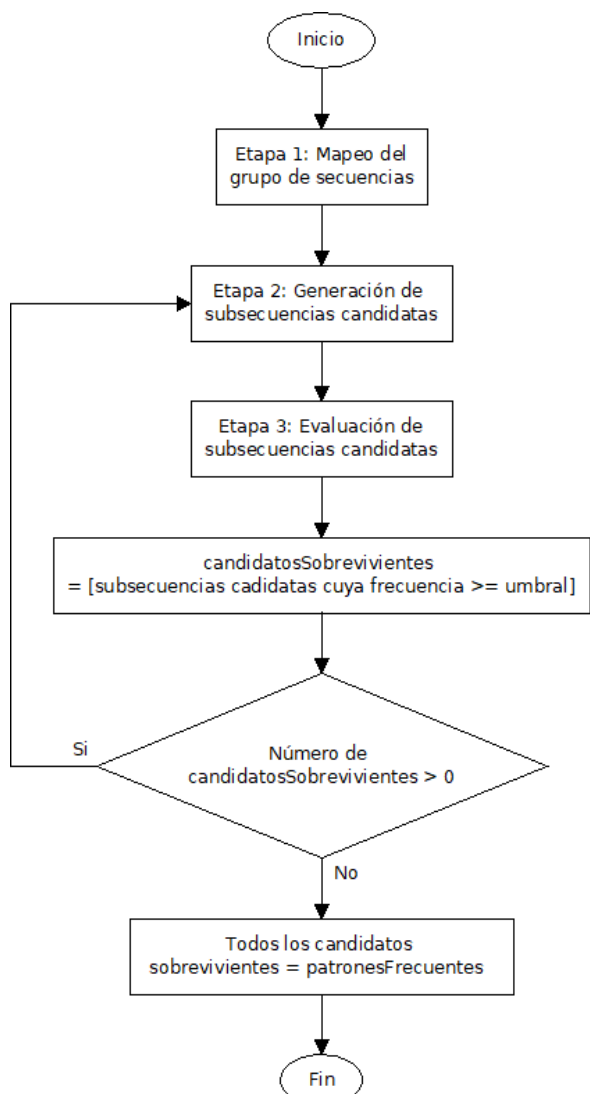 Inicio
Etapa 1: Mapeo del
grupo de secuencias
Etapa 2: Generación de
subsecuencias candidatas
Etapa 3: Evaluación de
subsecuencias candidatas
candidatosSobrevivientes
= [subsecuencias cadidatas cuya frecuencia >= umbral]
Si
Número de
candidatosSobrevivientes > 0
No
Todos los candidatos
sobrevivientes = patronesFrecuentes
Fin